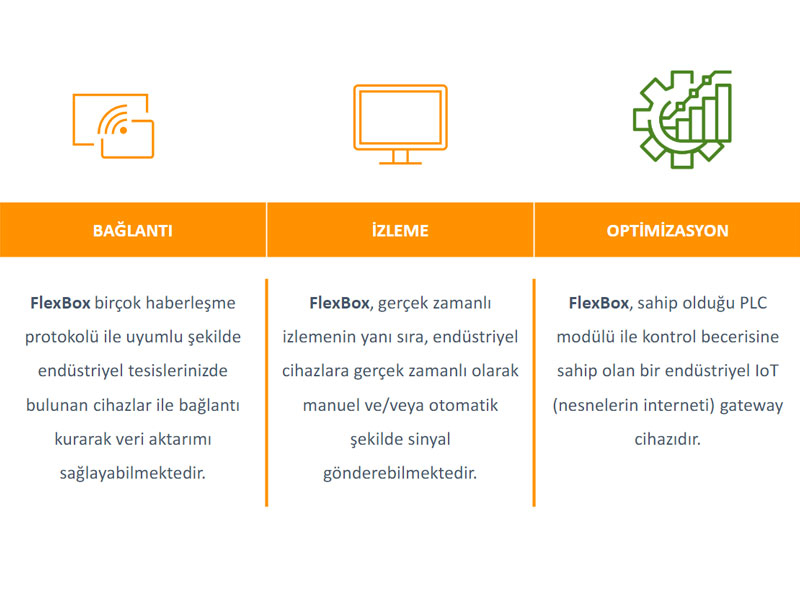 BAĞLANTI
İZLEME
OPTİMİZASYON
FlexBox birçok haberleşme
protokolü ile uyumlu şekilde
endüstriyel tesislerinizde
bulunan cihazlar ile bağlantı
kurarak veri aktarımı
sağlayabilmektedir.
FlexBox, gerçek zamanlı
izlemenin yanı sıra, endüstriyel
cihazlara gerçek zamanlı olarak
manuel ve/veya otomatik
şekilde sinyal
gönderebilmektedir.
FlexBox, sahip olduğu PLC
modülü ile kontrol becerisine
sahip olan bir endüstriyel IoT
(nesnelerin interneti) gateway
cihazıdır.